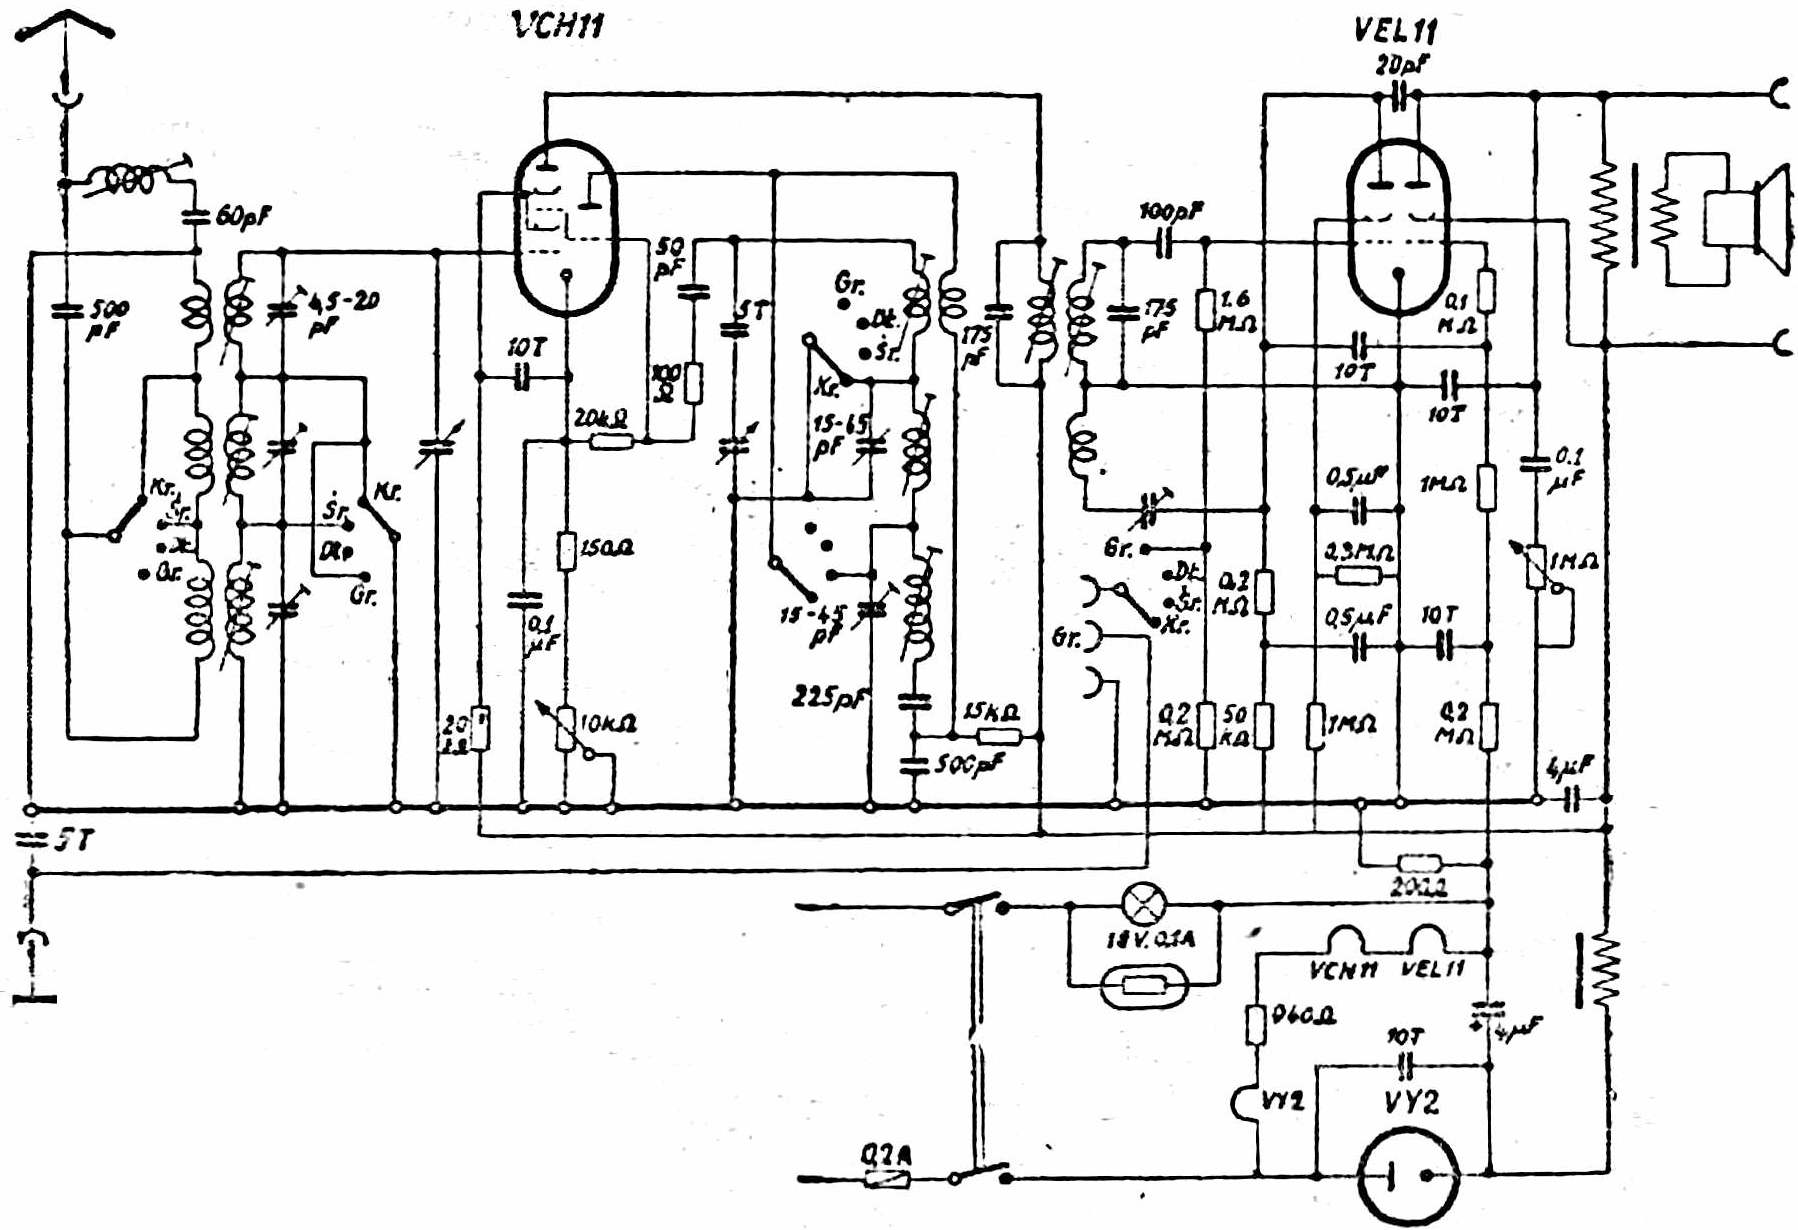 VCH11
VEL11
20pF
60pF
500
pF
4,5-20
pF
50
pF
5T
10T
100
Ω
20kΩ
Gr.
Dt.
Śr.
Kr.
15-65
pF
175
pF
100pF
175
pF
1.6
MΩ
0,1
MΩ
10T
10T
Kr.
Śr.
Dt.
Gr.
Kr.
Śr.
Dt
Gr.
150Ω
0,1
μF
15-45
pF
225pF
15kΩ
500pF
20
10kΩ
Gr.
Dt.
Śr.
Kr.
Gr.
0,2
MΩ
0,2
MΩ
50
kΩ
0,5μF
0,3MΩ
0,5μF
10T
1MΩ
1MΩ
0,2
MΩ
0.1
μF
1MΩ
4μF
5T
200Ω
18V. 0,1A
VCH11
VEL11
940Ω
4μF
10T
VY2
VY2
0,2A